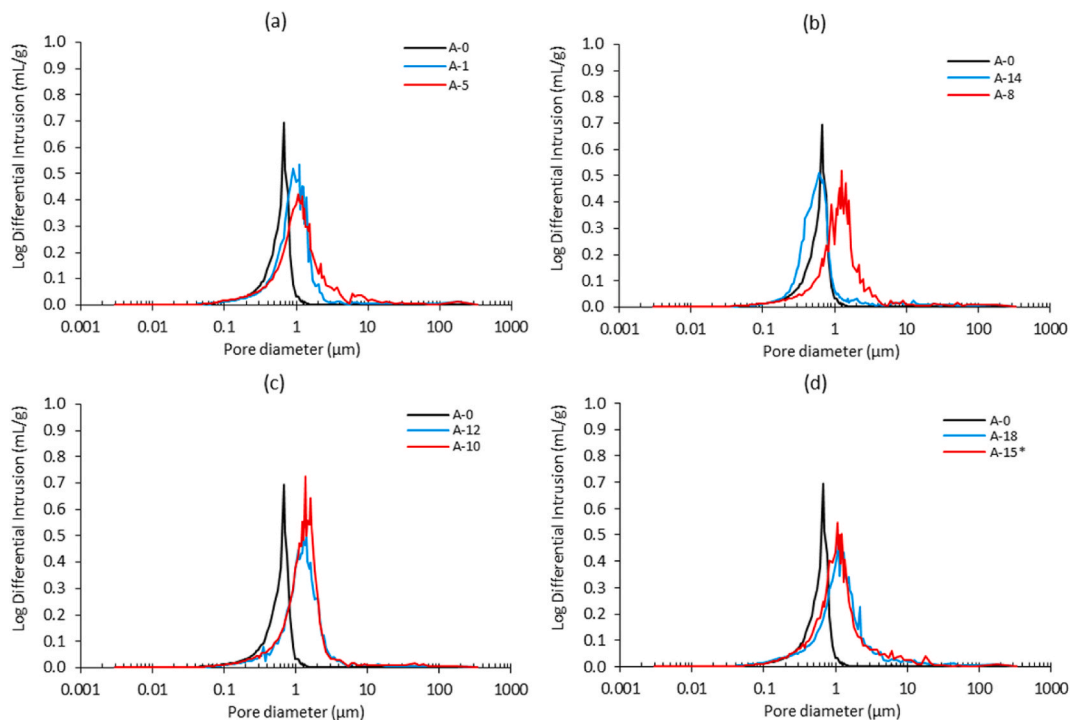 (a)
Log Differential Intrusion (mL/g)
1.0
0.9
0.8
0.7
0.6
0.5
0.4
0.3
0.2
0.1
0.0
A-0
A-1
A-5
0.001 0.01 0.1 1 10 100 1000
Pore diameter (μm)
(b)
Log Differential Intrusion (mL/g)
1.0
0.9
0.8
0.7
0.6
0.5
0.4
0.3
0.2
0.1
0.0
A-0
A-14
A-8
0.001 0.01 0.1 1 10 100 1000
Pore diameter (μm)
(c)
Log Differential Intrusion (mL/g)
1.0
0.9
0.8
0.7
0.6
0.5
0.4
0.3
0.2
0.1
0.0
A-0
A-12
A-10
0.001 0.01 0.1 1 10 100 1000
Pore diameter (μm)
(d)
Log Differential Intrusion (mL/g)
1.0
0.9
0.8
0.7
0.6
0.5
0.4
0.3
0.2
0.1
0.0
A-0
A-18
A-15*
0.001 0.01 0.1 1 10 100 1000
Pore diameter (μm)